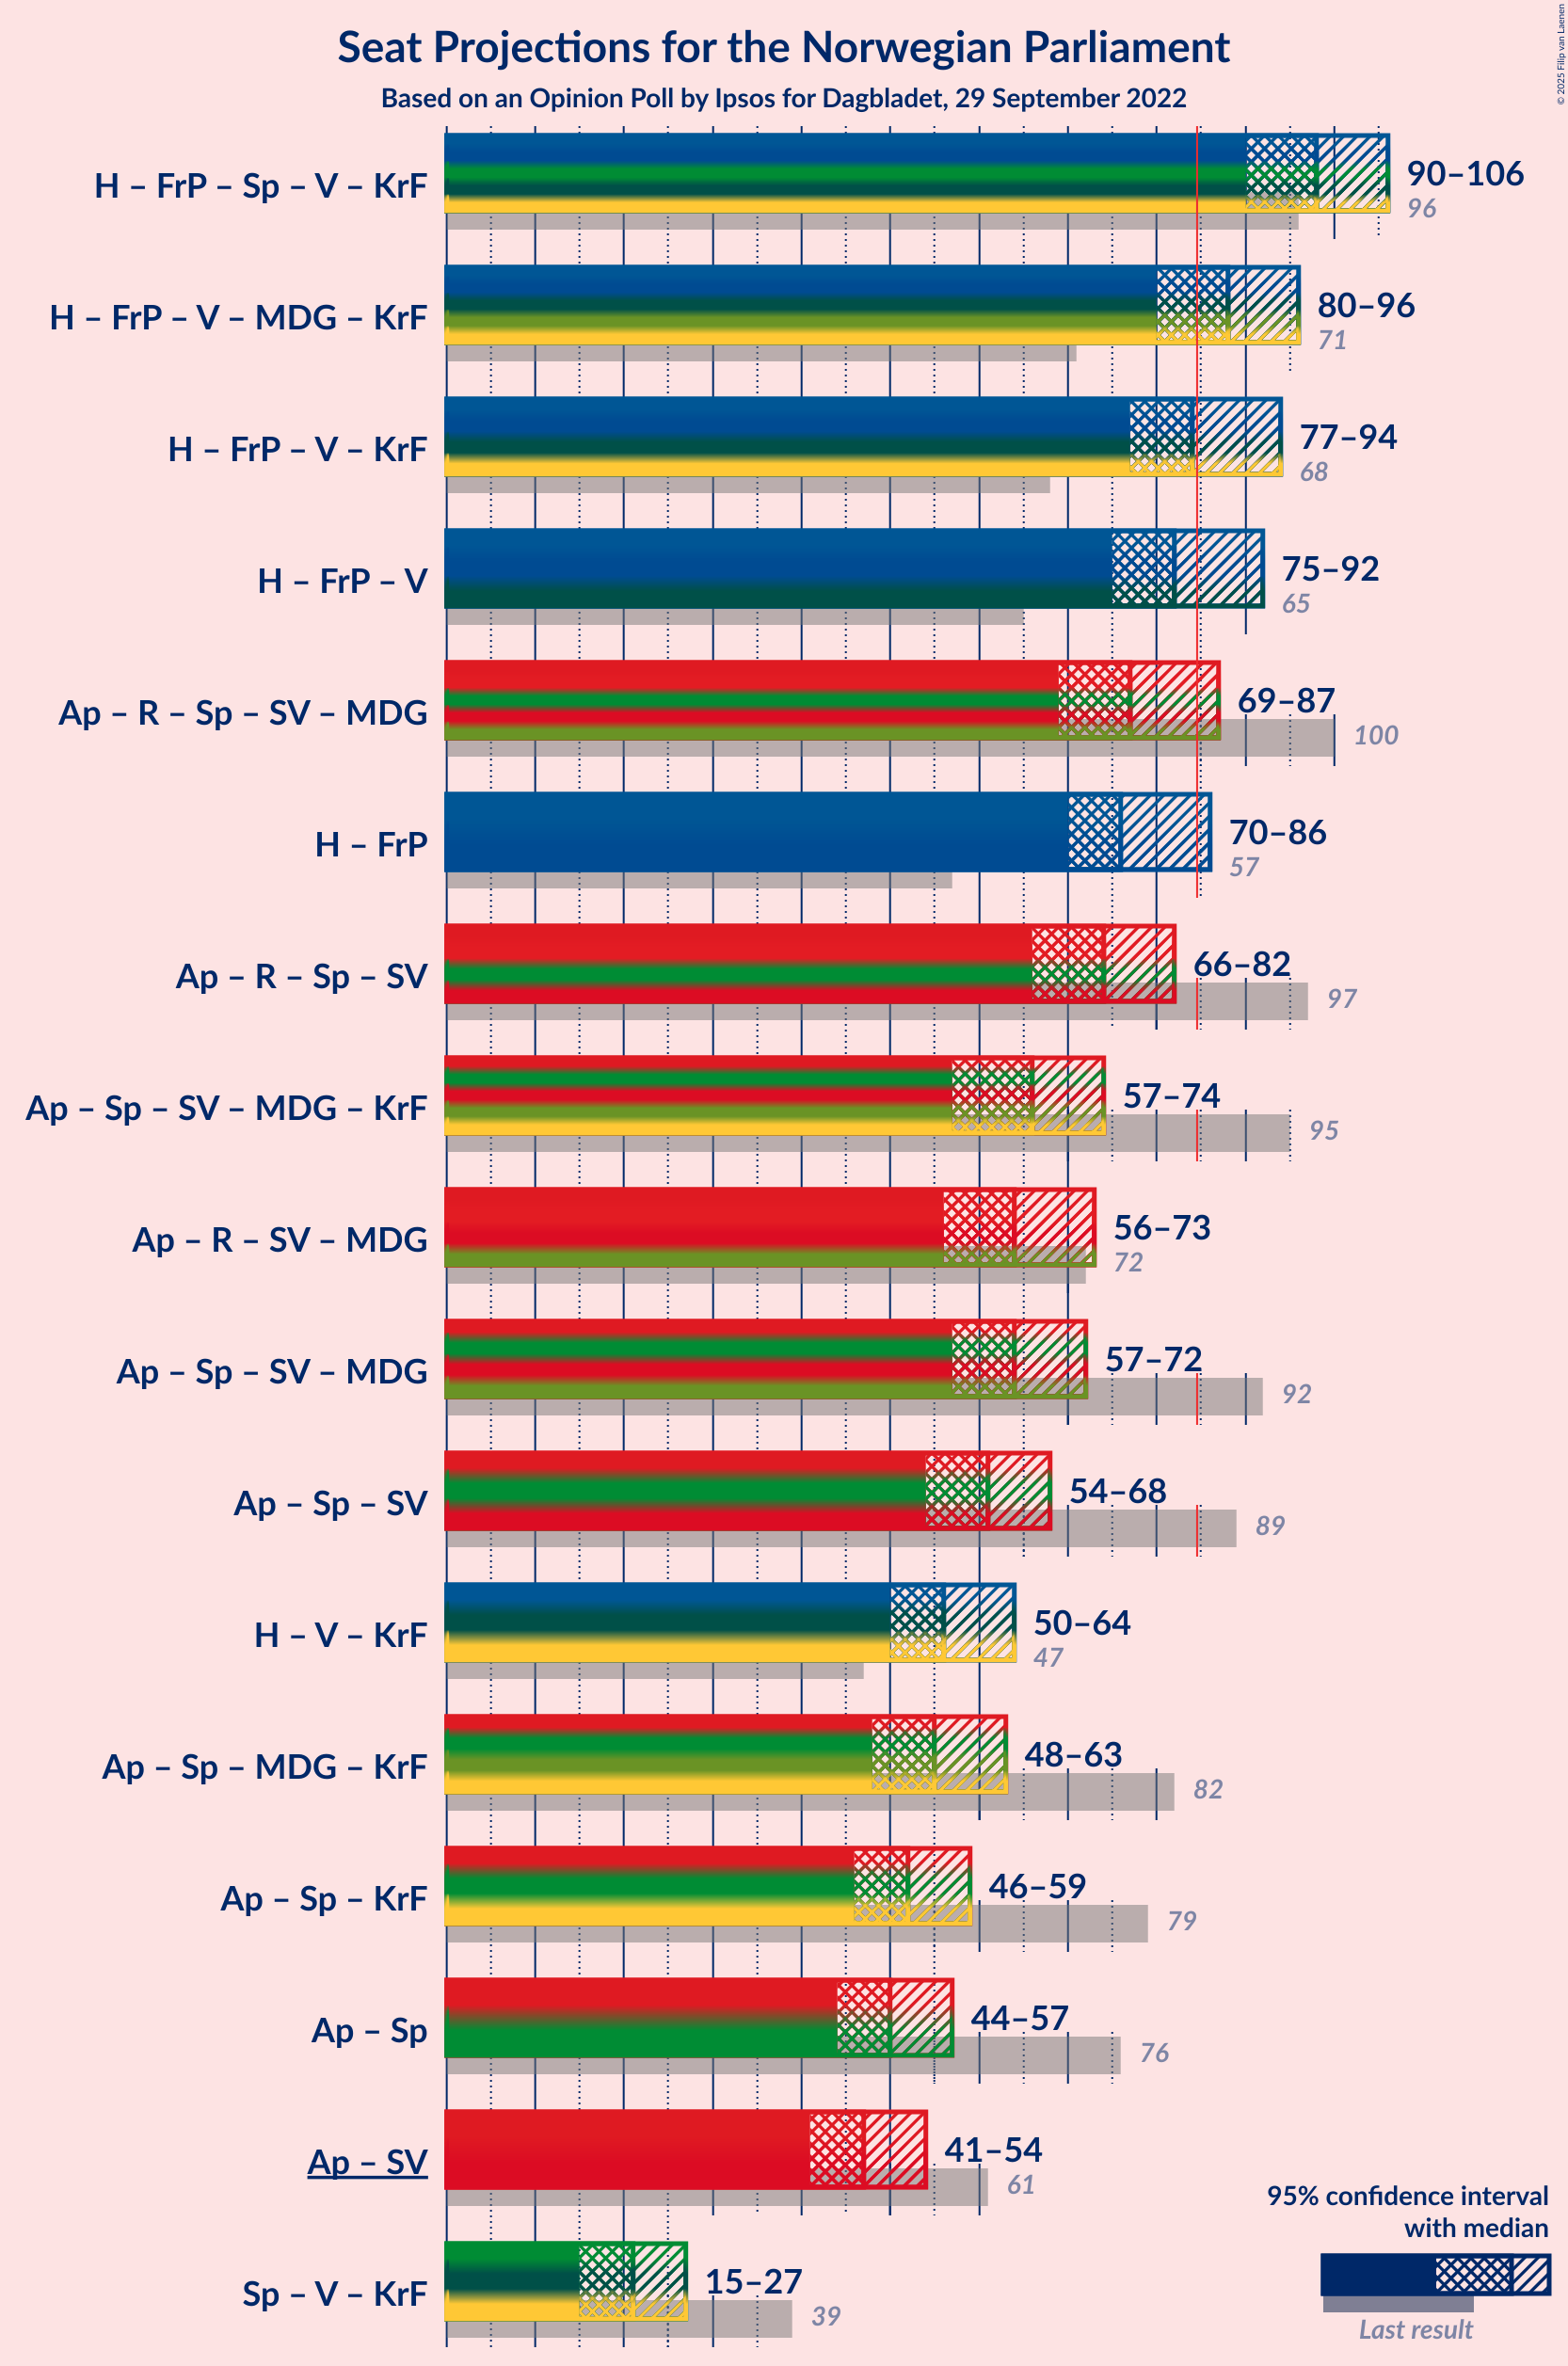 © 2025 Filip van Laenen
Seat Projections for the Norwegian Parliament
Based on an Opinion Poll by Ipsos for Dagbladet, 29 September 2022
H – FrP – Sp – V – KrF
90–106
96
H – FrP – V – MDG – KrF
80–96
71
H – FrP – V – KrF
77–94
68
H – FrP – V
75–92
65
Ap – R – Sp – SV – MDG
69–87
100
H – FrP
70–86
57
Ap – R – Sp – SV
66–82
97
Ap – Sp – SV – MDG – KrF
57–74
95
Ap – R – SV – MDG
56–73
72
Ap – Sp – SV – MDG
57–72
92
Ap – Sp – SV
54–68
89
H – V – KrF
50–64
47
Ap – Sp – MDG – KrF
48–63
82
Ap – Sp – KrF
46–59
79
Ap – Sp
44–57
76
Ap – SV
41–54
61
Sp – V – KrF
15–27
39
95% confidence interval
with median
Last result